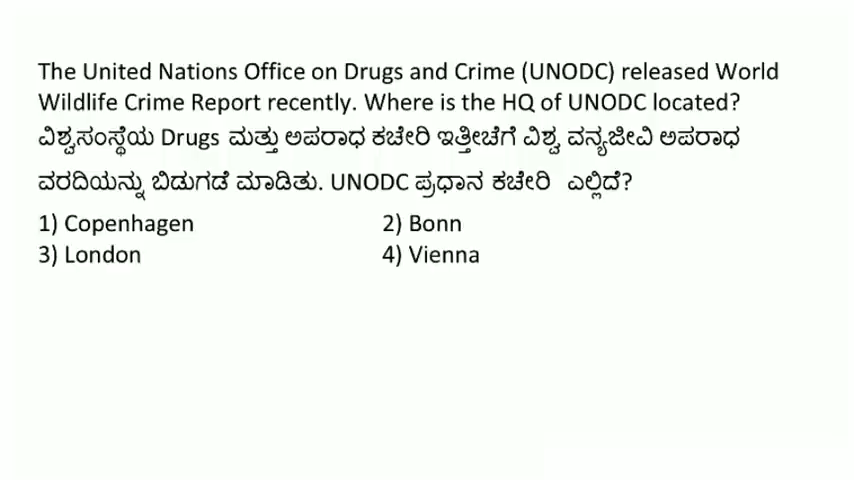 The United Nations Office on Drugs and Crime (UNODC) released World
Wildlife Crime Report recently. Where is the HQ of UNODC located?
ವಿಶ್ವಸಂಸ್ಥೆಯ Drugs ಮತ್ತು ಅಪರಾಧ ಕಚೇರಿ ಇತ್ತೀಚೆಗೆ ವಿಶ್ವ ವನ್ಯಜೀವಿ ಅಪರಾಧ
ವರದಿಯನ್ನು ಬಿಡುಗಡೆ ಮಾಡಿತು. UNODC ಪ್ರಧಾನ ಕಚೇರಿ ಎಲ್ಲಿದೆ?
1) Copenhagen 2) Bonn
3) London 4) Vienna